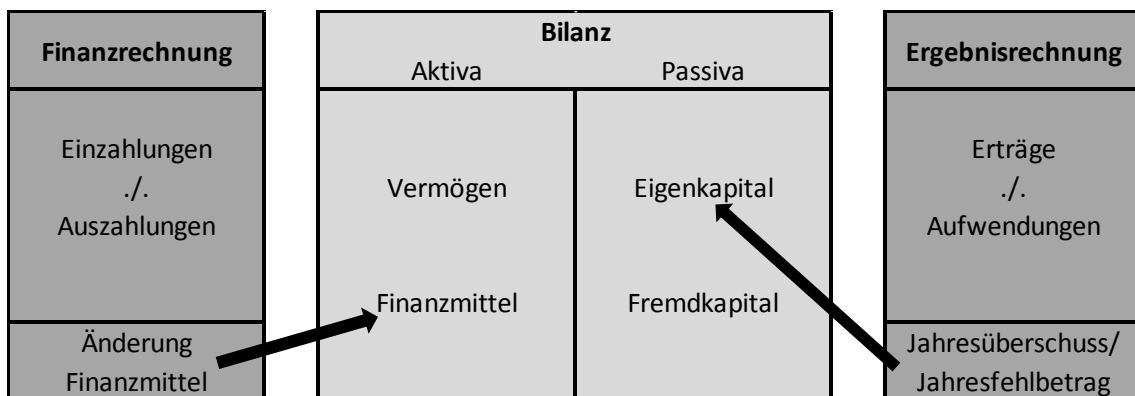 Finanzrechnung
Einzahlungen
./.
Auszahlungen
Änderung
Finanzmittel
Bilanz
Aktiva
Passiva
Vermögen
Eigenkapital
Finanzmittel
Fremdkapital
Ergebnisrechnung
Erträge
./.
Aufwendungen
Jahresüberschuss/
Jahresfehlbetrag